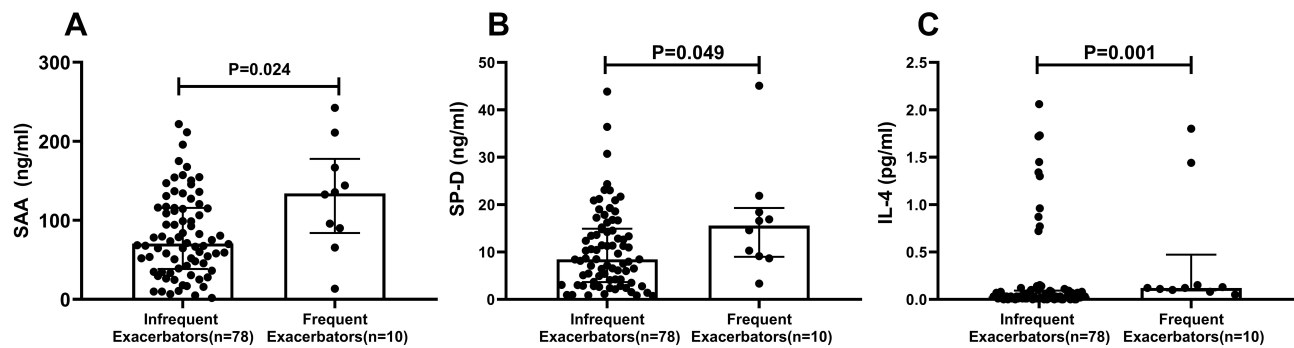 A
SAA (ng/ml)
300
200
100
0
P=0.024
Infrequent
Exacerbators(n=78)
Frequent
Exacerbators(n=10)
B
SP-D (ng/ml)
50
40
30
20
10
0
P=0.049
Infrequent
Exacerbators(n=78)
Frequent
Exacerbators(n=10)
C
IL-4 (pg/ml)
2.5
2.0
1.5
1.0
0.5
0.0
P=0.001
Infrequent
Exacerbators(n=78)
Frequent
Exacerbators(n=10)